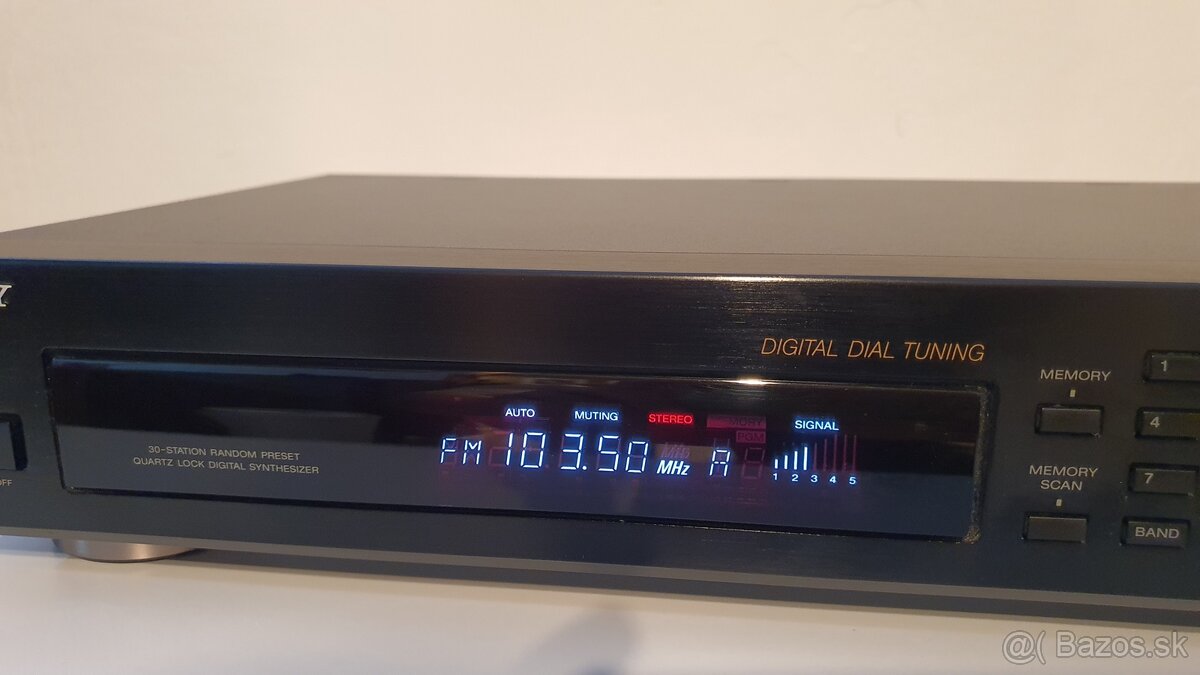 Y
DIGITAL DIAL TUNING
MEMORY
1
AUTO MUTING STEREO SIGNAL
4
30-STATION RANDOM PRESET
QUARTZ LOCK DIGITAL SYNTHESIZER
FM 103.50 MHz A
1 2 3 4 5
MEMORY
SCAN
7
OFF
BAND
@( Bazos.sk